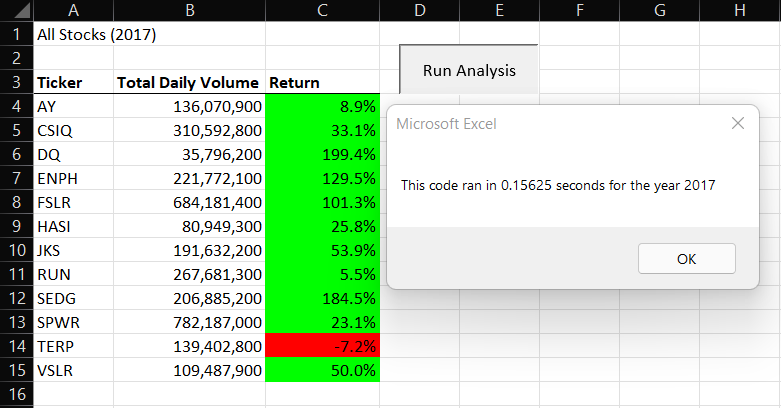 A B C D E F G H
1 All Stocks (2017)
2
Run Analysis
3 Ticker Total Daily Volume Return
4 AY 136,070,900 8.9%
5 CSIQ 310,592,800 33.1%
6 DQ 35,796,200 199.4%
7 ENPH 221,772,100 129.5%
8 FSLR 684,181,400 101.3%
9 HASI 80,949,300 25.8%
10 JKS 191,632,200 53.9%
11 RUN 267,681,300 5.5%
12 SEDG 206,885,200 184.5%
13 SPWR 782,187,000 23.1%
14 TERP 139,402,800 -7.2%
15 VSLR 109,487,900 50.0%
16
Microsoft Excel
This code ran in 0.15625 seconds for the year 2017
OK